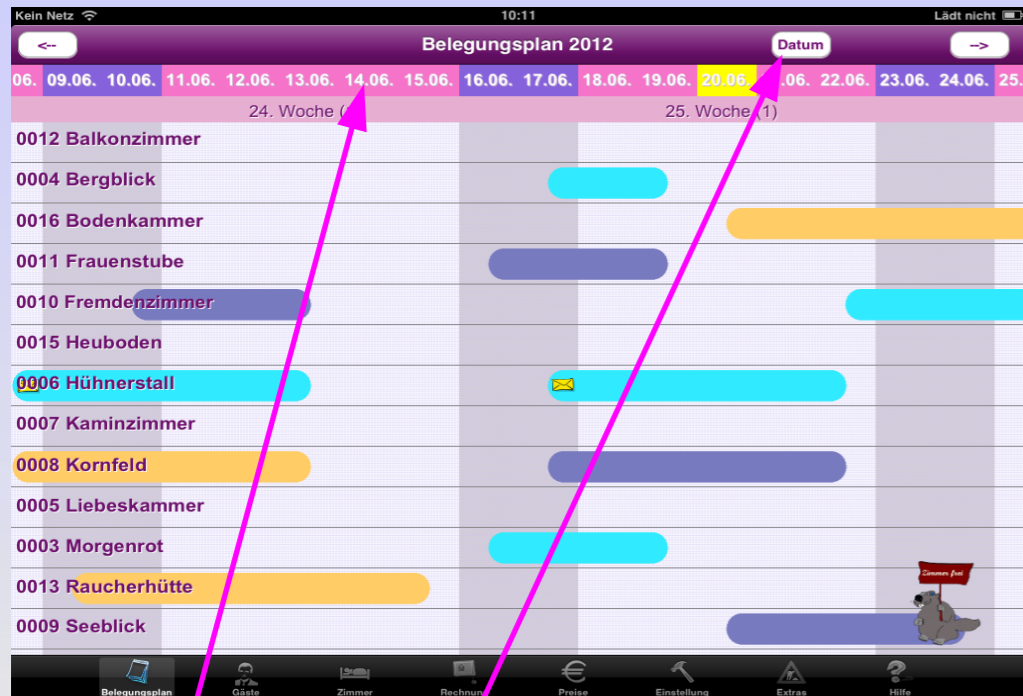 Kein Netz 10:11 Lädt nicht
<-- Belegungsplan 2012 Datum -->
06. 09.06. 10.06. 11.06. 12.06. 13.06. 14.06. 15.06. 16.06. 17.06. 18.06. 19.06. 20.06. .06. 22.06. 23.06. 24.06. 25.
24. Woche ( 25. Woche (1)
0012 Balkonzimmer
0004 Bergblick
0016 Bodenkammer
0011 Frauenstube
0010 Fremdenzimmer
0015 Heuboden
0006 Hühnerstall
0007 Kaminzimmer
0008 Kornfeld
0005 Liebeskammer
0003 Morgenrot
0013 Raucherhütte
Zimmer frei
0009 Seeblick
Belegungsplan Gäste Zimmer Rechnun Preise Einstellung Extras Hilfe